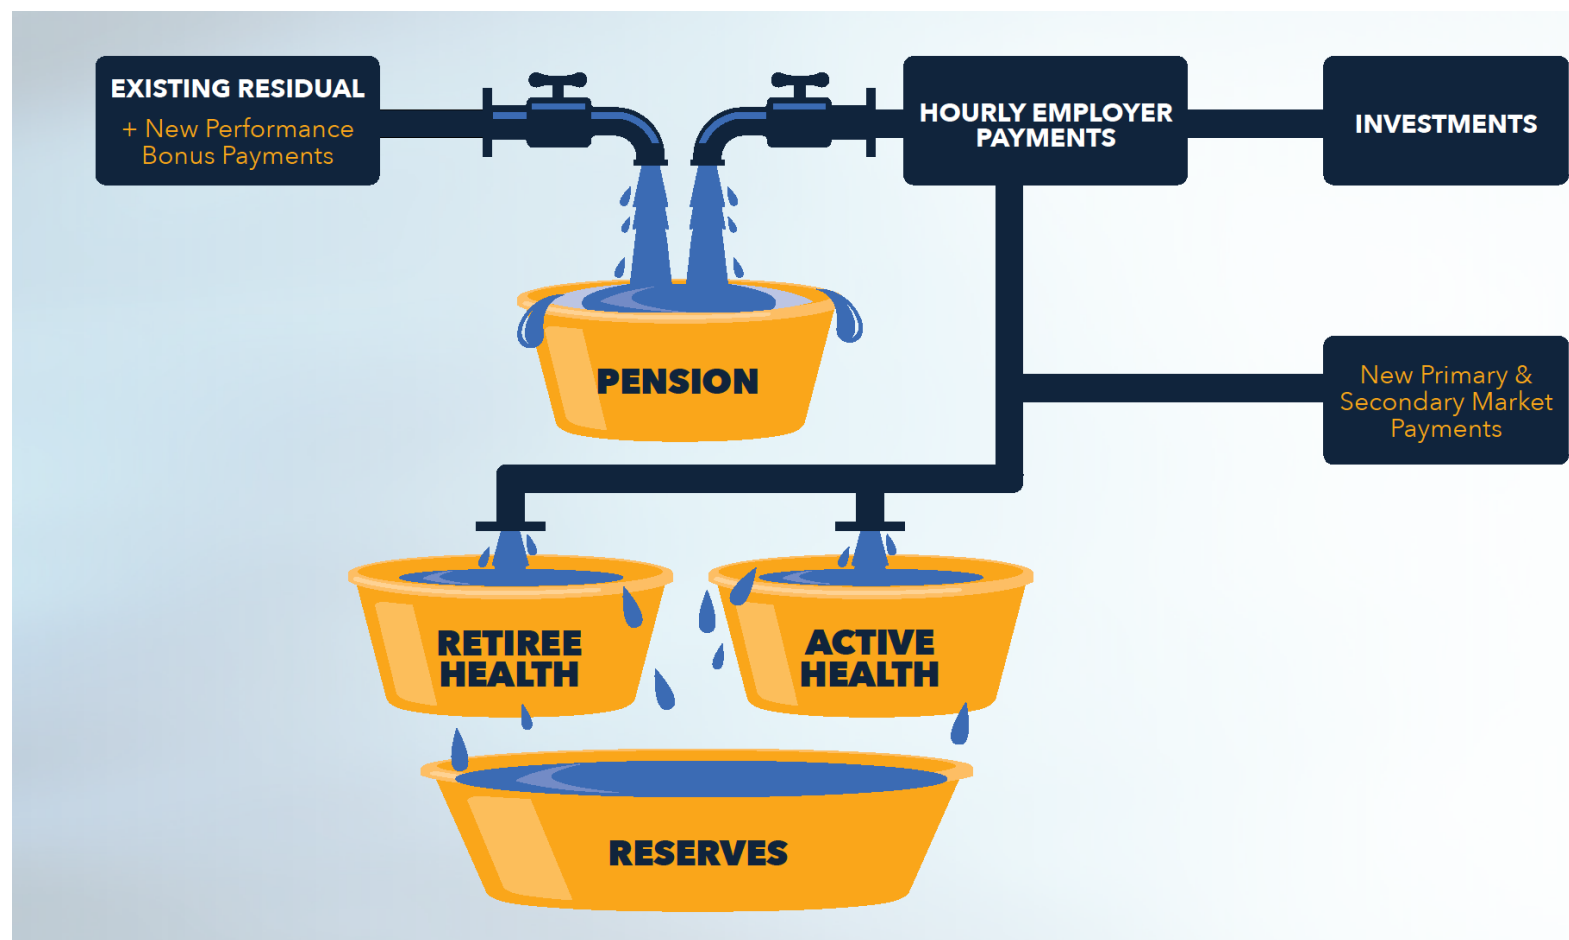 EXISTING RESIDUAL
+ New Performance
Bonus Payments
HOURLY EMPLOYER
PAYMENTS
INVESTMENTS
PENSION
New Primary &
Secondary Market
Payments
RETIREE
HEALTH
ACTIVE
HEALTH
RESERVES